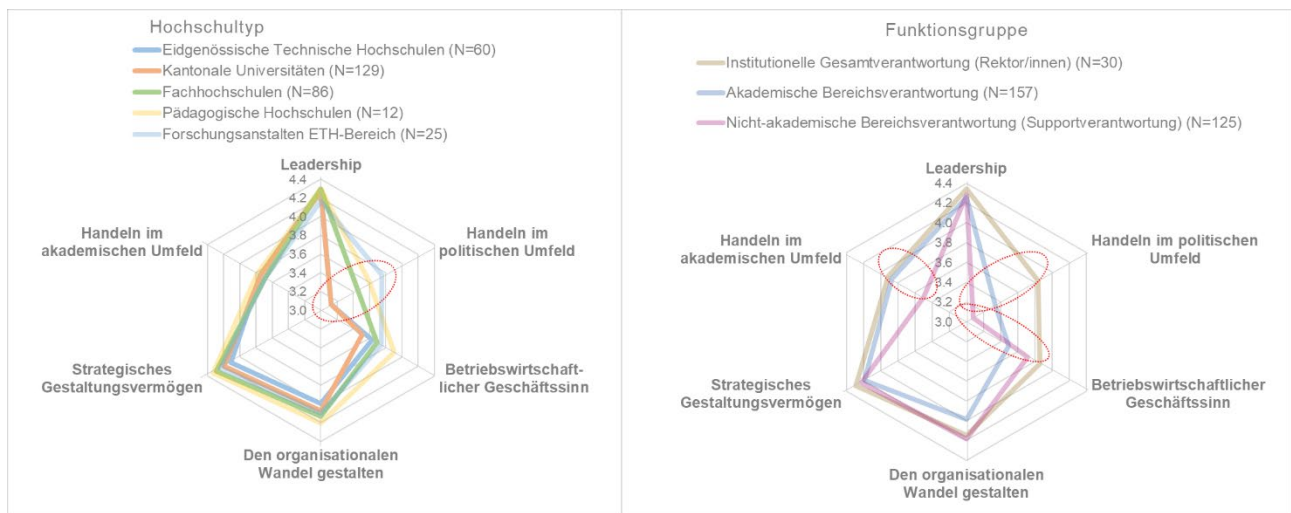 Hochschultyp
Eidgenössische Technische Hochschulen (N=60)
Kantonale Universitäten (N=129)
Fachhochschulen (N=86)
Pädagogische Hochschulen (N=12)
Forschungsanstalten ETH-Bereich (N=25)
Leadership
4.4
4.2
4.0
3.8
3.6
3.4
3.2
3.0
Handeln im
akademischen Umfeld
Handeln im
politischen Umfeld
Strategisches
Gestaltungsvermögen
Betriebswirtschaft-
licher Geschäftssinn
Den organisationalen
Wandel gestalten
Funktionsgruppe
Institutionelle Gesamtverantwortung (Rektor/innen) (N=30)
Akademische Bereichsverantwortung (N=157)
Nicht-akademische Bereichsverantwortung (Supportverantwortung) (N=125)
Leadership
4.4
4.2
4.0
3.8
3.6
3.4
3.2
3.0
Handeln im
akademischen Umfeld
Handeln im politischen
Umfeld
Strategisches
Gestaltungsvermögen
Betriebswirtschaftlicher
Geschäftssinn
Den organisationalen
Wandel gestalten